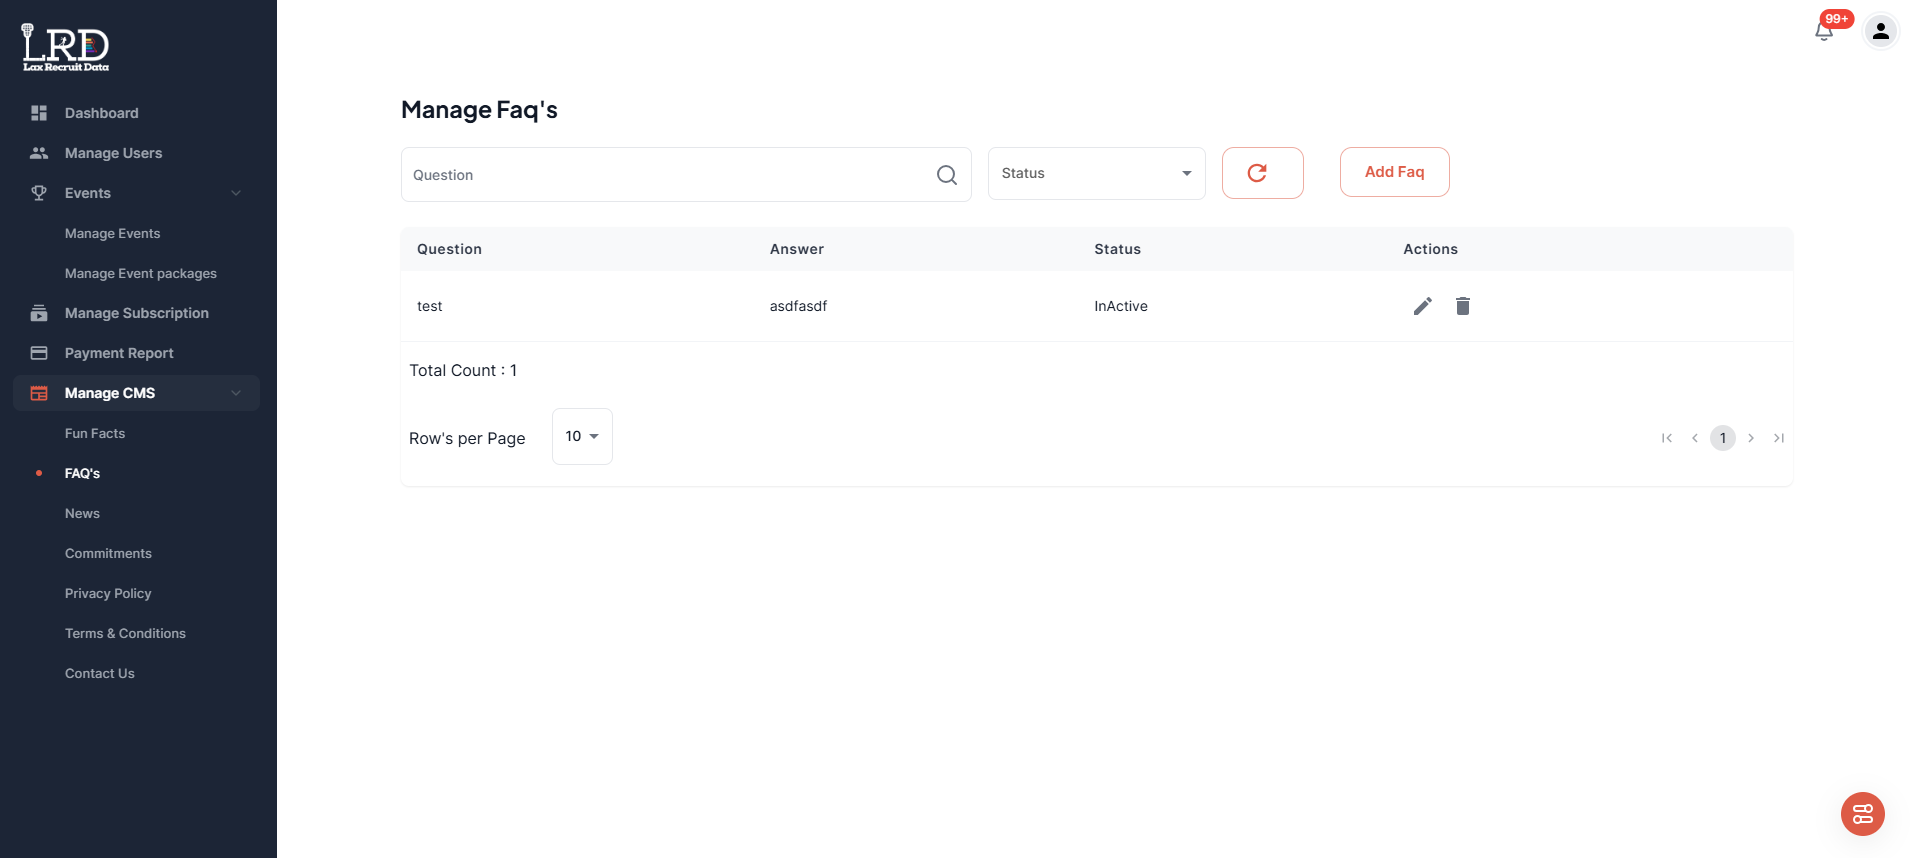 LRD
Lax Recruit Data
Dashboard
Manage Users
Events
Manage Events
Manage Event packages
Manage Subscription
Payment Report
Manage CMS
Fun Facts
FAQ's
News
Commitments
Privacy Policy
Terms & Conditions
Contact Us
99+
Manage Faq's
Question
Status
Add Faq
Question Answer Status Actions
test asdfasdf InActive
Total Count : 1
Row's per Page 10
1